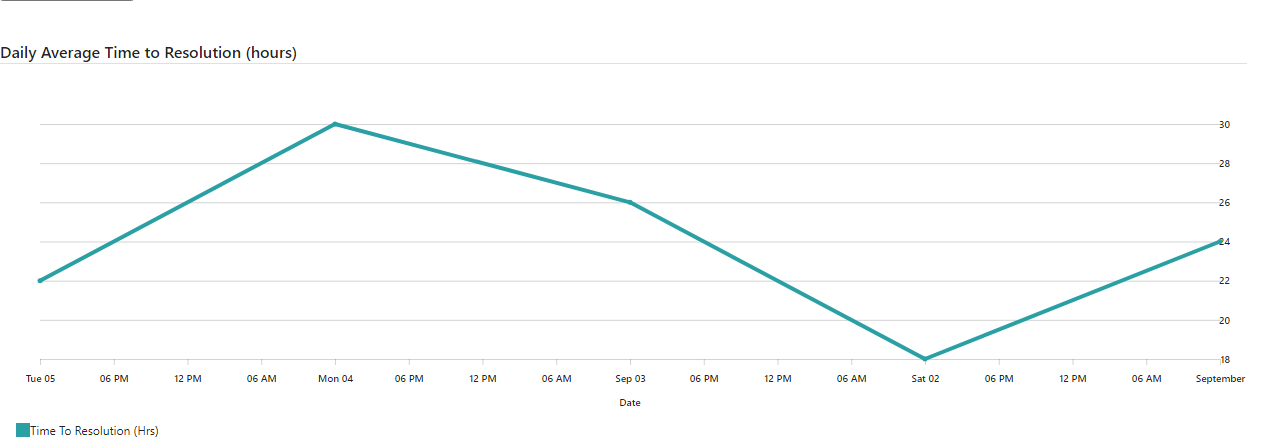 Daily Average Time to Resolution (hours)
30
28
26
24
22
20
18
Tue 05 06 PM 12 PM 06 AM Mon 04 06 PM 12 PM 06 AM Sep 03 06 PM 12 PM 06 AM Sat 02 06 PM 12 PM 06 AM September
Date
Time To Resolution (Hrs)